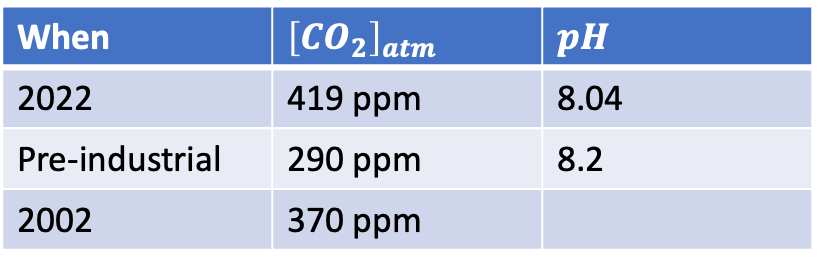 When [CO₂]ₐₜₘ pH
2022 419 ppm 8.04
Pre-industrial 290 ppm 8.2
2002 370 ppm